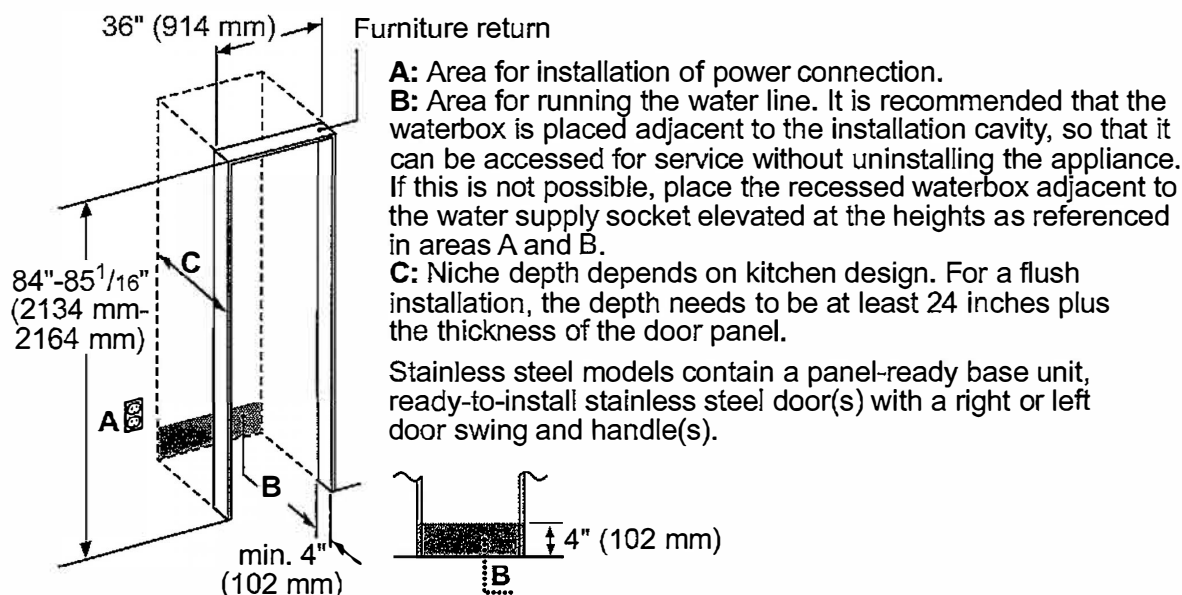 36" (914 mm)
Furniture return
A: Area for installation of power connection.
B: Area for running the water line. It is recommended that the
waterbox is placed adjacent to the installation cavity, so that it
can be accessed for service without uninstalling the appliance.
If this is not possible, place the recessed waterbox adjacent to
the water supply socket elevated at the heights as referenced
in areas A and B.
C: Niche depth depends on kitchen design. For a flush
installation, the depth needs to be at least 24 inches plus
the thickness of the door panel.
Stainless steel models contain a panel-ready base unit,
ready-to-install stainless steel door(s) with a right or left
door swing and handle(s).
C
84"-85 1/16"
(2134 mm-
2164 mm)
A
B
min. 4"
(102 mm)
4" (102 mm)
B